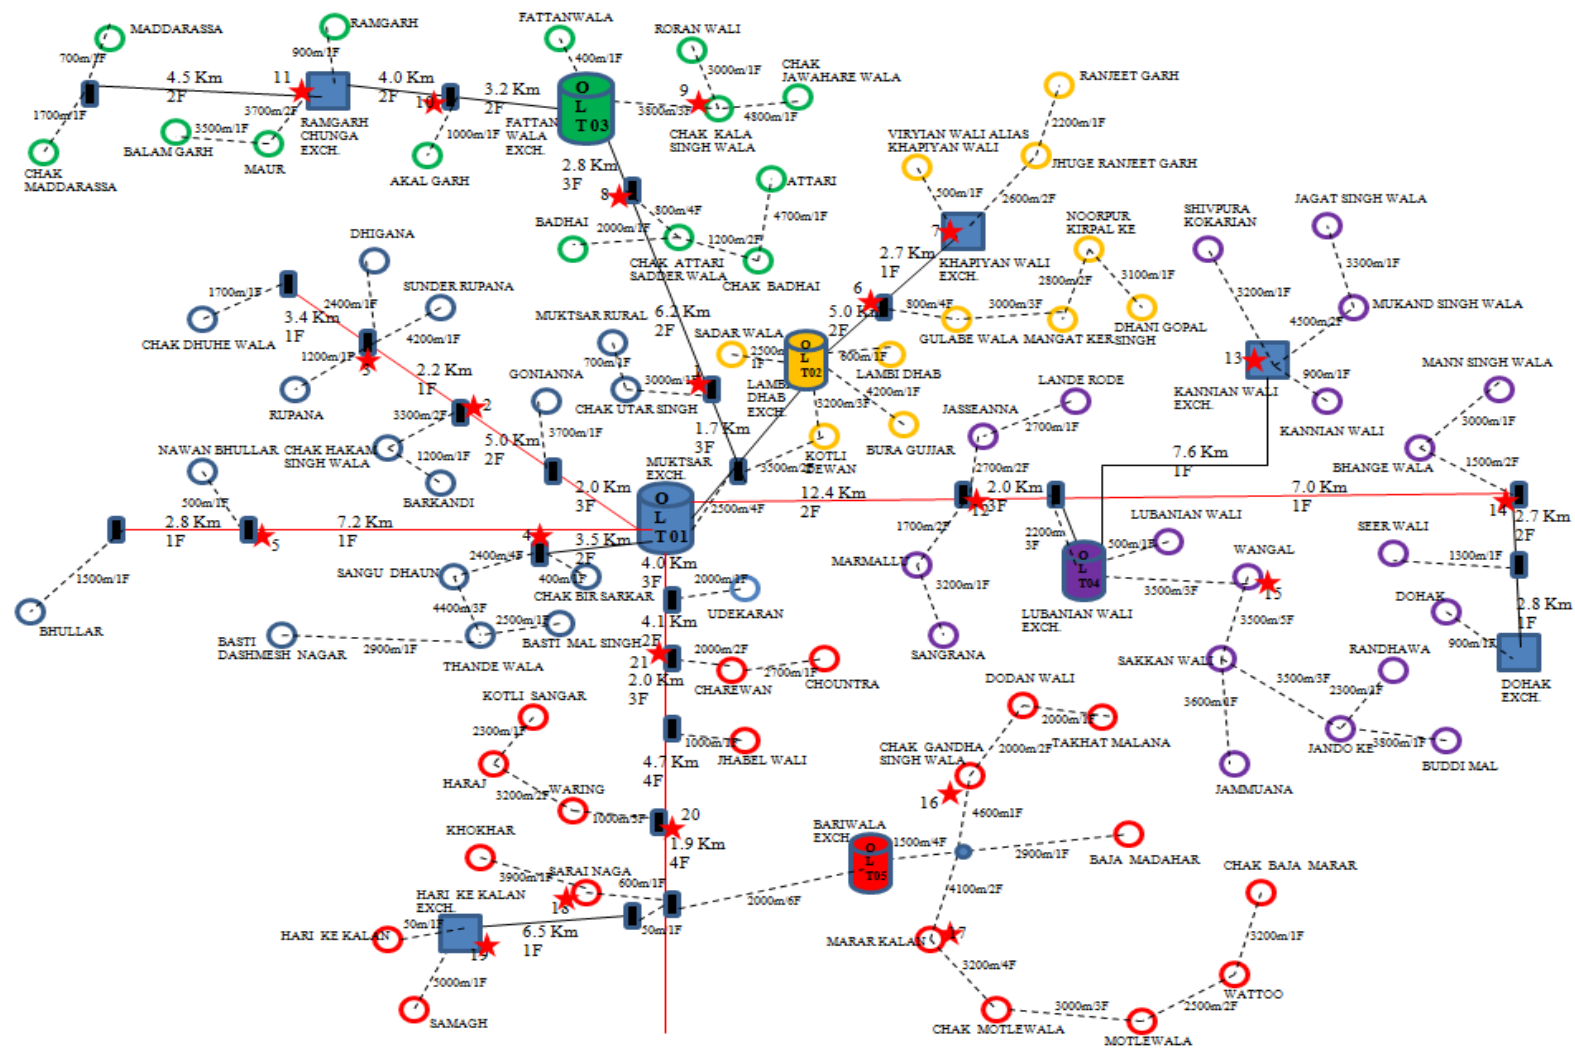 MADDARASSA
700m/1F
4.5 Km
2F
1700m/1F
CHAK
MADDARASSA
RAMGARH
900m/1F
11
4.0 Km
2F
10
3700m/2F
RAMGARH
CHUNGA
EXCH.
3500m/1F
BALAM GARH
MAUR
1000m/1F
AKAL GARH
3.2 Km
2F
FATTANWALA
400m/1F
O
L
T 03
FATTAN
WALA
EXCH.
RORAN WALI
3000m/1F
9
3800m/3F
CHAK
JAWAHARE WALA
4800m/1F
CHAK KALA
SINGH WALA
2.8 Km
3F
8
800m/4F
ATTARI
4700m/1F
BADHAI
2000m/1F
1200m/2F
CHAK ATTARI
SADDER WALA
CHAK BADHAI
6.2 Km
2F
RANJEET GARH
2200m/1F
VIRYIAN WALI ALIAS
KHAPIYAN WALI
JHUGE RANJEET GARH
500m/1F
2600m/2F
7
2.7 Km
1F
KHAPIYAN WALI
EXCH.
NOORPUR
KIRPAL KE
2800m/2F
3100m/1F
6
5.0 Km
2F
800m/4F
3000m/3F
GULABE WALA
MANGAT KER
DHANI GOPAL
SINGH
SHIVPURA
KOKARIAN
JAGAT SINGH WALA
3300m/1F
3200m/1F
MUKAND SINGH WALA
4500m/2F
13
900m/1F
KANNIAN WALI
EXCH.
KANNIAN WALI
MANN SINGH WALA
3000m/1F
BHANGE WALA
1500m/2F
DHIGANA
1700m/1F
2400m/1F
SUNDER RUPANA
3.4 Km
1F
CHAK DHUHE WALA
4200m/1F
1200m/1F
3
RUPANA
2.2 Km
1F
2
3300m/2F
5.0 Km
2F
CHAK HAKAM
SINGH WALA
1200m/1F
BARKANDI
GONIANNA
3700m/1F
2.0 Km
3F
MUKTSAR RURAL
700m/1F
3000m/1F
1
CHAK UTAR SINGH
1.7 Km
3F
SADAR WALA
2500m
1F
O
L
T02
600m/1F
LAMBI DHAB
LAMBI
DHAB
EXCH.
4200m/1F
3200m/3F
BURA GUJJAR
KOTLI
DEWAN
3500m/2F
2500m/4F
MUKTSAR
EXCH.
O
L
T 01
NAWAN BHULLAR
500m/1F
2.8 Km
1F
5
7.2 Km
1F
1500m/1F
BHULLAR
4
3.5 Km
2F
2400m/4F
400m/1F
SANGU DHAUN
CHAK BIR SARKAR
4400m/3F
2500m/1F
BASTI MAL SINGH
BASTI
DASHMESH NAGAR
2900m/1F
THANDE WALA
12.4 Km
2F
JASSEANNA
LANDE RODE
2700m/1F
2700m/2F
12
2.0 Km
3F
1700m/2F
MARMALLU
3200m/1F
SANGRANA
2200m
3F
7.6 Km
1F
7.0 Km
1F
14
2.7 Km
2F
LUBANIAN WALI
500m/1F
O
L
T04
LUBANIAN WALI
EXCH.
WANGAL
3500m/3F
15
3500m/5F
SAKKAN WALI
3500m/3F
3600m/1F
JAMMUANA
RANDHAWA
2300m/1F
JANDO KE
3800m/1F
BUDDI MAL
SEER WALI
1300m/1F
DOHAK
900m/1F
2.8 Km
1F
DOHAK
EXCH.
4.0 Km
3F
2000m/1F
UDEKARAN
4.1 Km
2F
21
2000m/2F
CHAREWAN
2700m/1F
CHOUNTRA
2.0 Km
3F
1000m/1F
JHABEL WALI
4.7 Km
4F
KOTLI SANGAR
2300m/1F
HARAJ
3200m/2F
WARING
1000m/5F
20
1.9 Km
4F
KHOKHAR
3900m/1F
SARAI NAGA
600m/1F
18
HARI KE KALAN
EXCH.
50m/1F
HARI KE KALAN
19
6.5 Km
1F
50m/1F
5000m/1F
SAMAGH
2000m/6F
BARIWALA
EXCH.
O
L
T05
1500m/4F
DODAN WALI
2000m/1F
TAKHAT MALANA
2000m/2F
CHAK GANDHA
SINGH WALA
16
4600m1F
2900m/1F
BAJA MADAHAR
4100m/2F
MARAR KALAN
17
3200m/4F
CHAK MOTLEWALA
3000m/3F
MOTLEWALA
2500m/2F
WATTOO
3200m/1F
CHAK BAJA MARAR